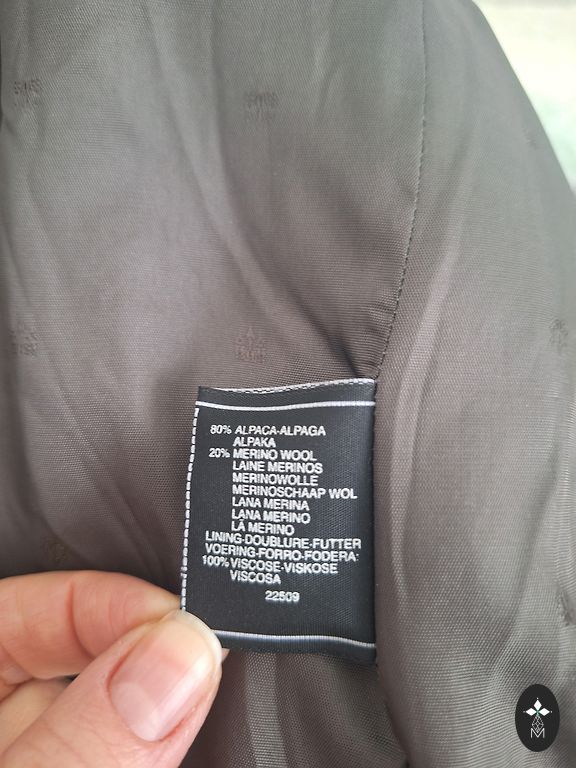 80% ALPACA-ALPAGA
ALPAKA
20% MERINO WOOL
LAINE MERINOS
MERINOWOLLE
MERINOSCHAAP WOL
LANA MERINA
LANA MERINO
LÃ MERINO
LINING-DOUBLURE-FUTTER
VOERING-FORRO-FODERA:
100% VISCOSE-VISKOSE
VISCOSA
22509